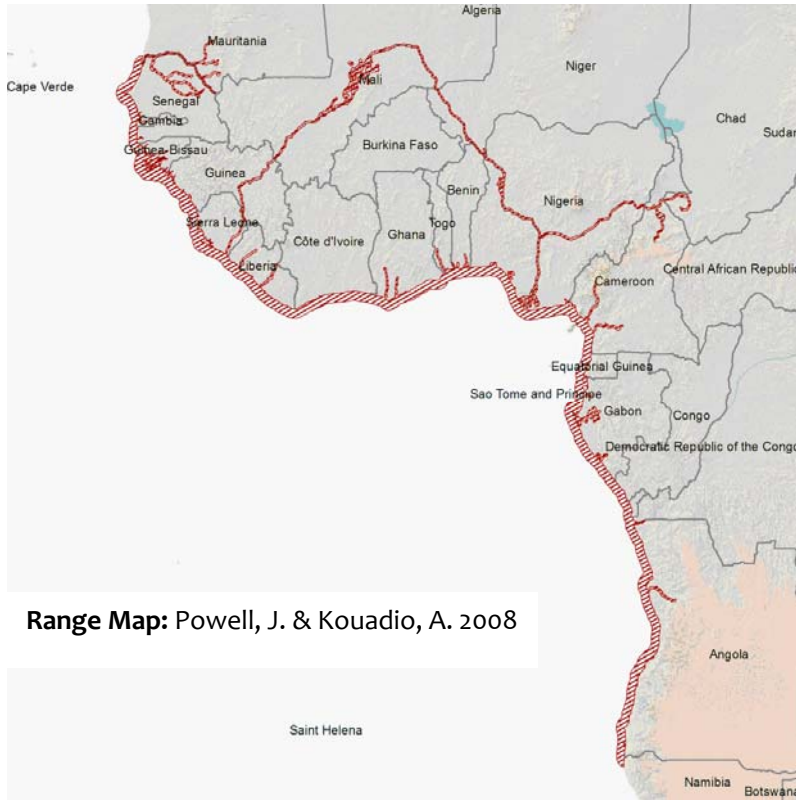 Algeria
Mauritania
Cape Verde
Niger
Mali
Senegal
Chad
Sudan
Gambia
Burkina Faso
Guinea-Bissau
Guinea
Benin
Nigeria
Sierra Leone
Togo
Ghana
Côte d'Ivoire
Liberia
Central African Republic
Cameroon
Equatorial Guinea
Sao Tome and Principe
Gabon
Congo
Democratic Republic of the Congo
Range Map: Powell, J. & Kouadio, A. 2008
Angola
Saint Helena
Namibia
Botswana